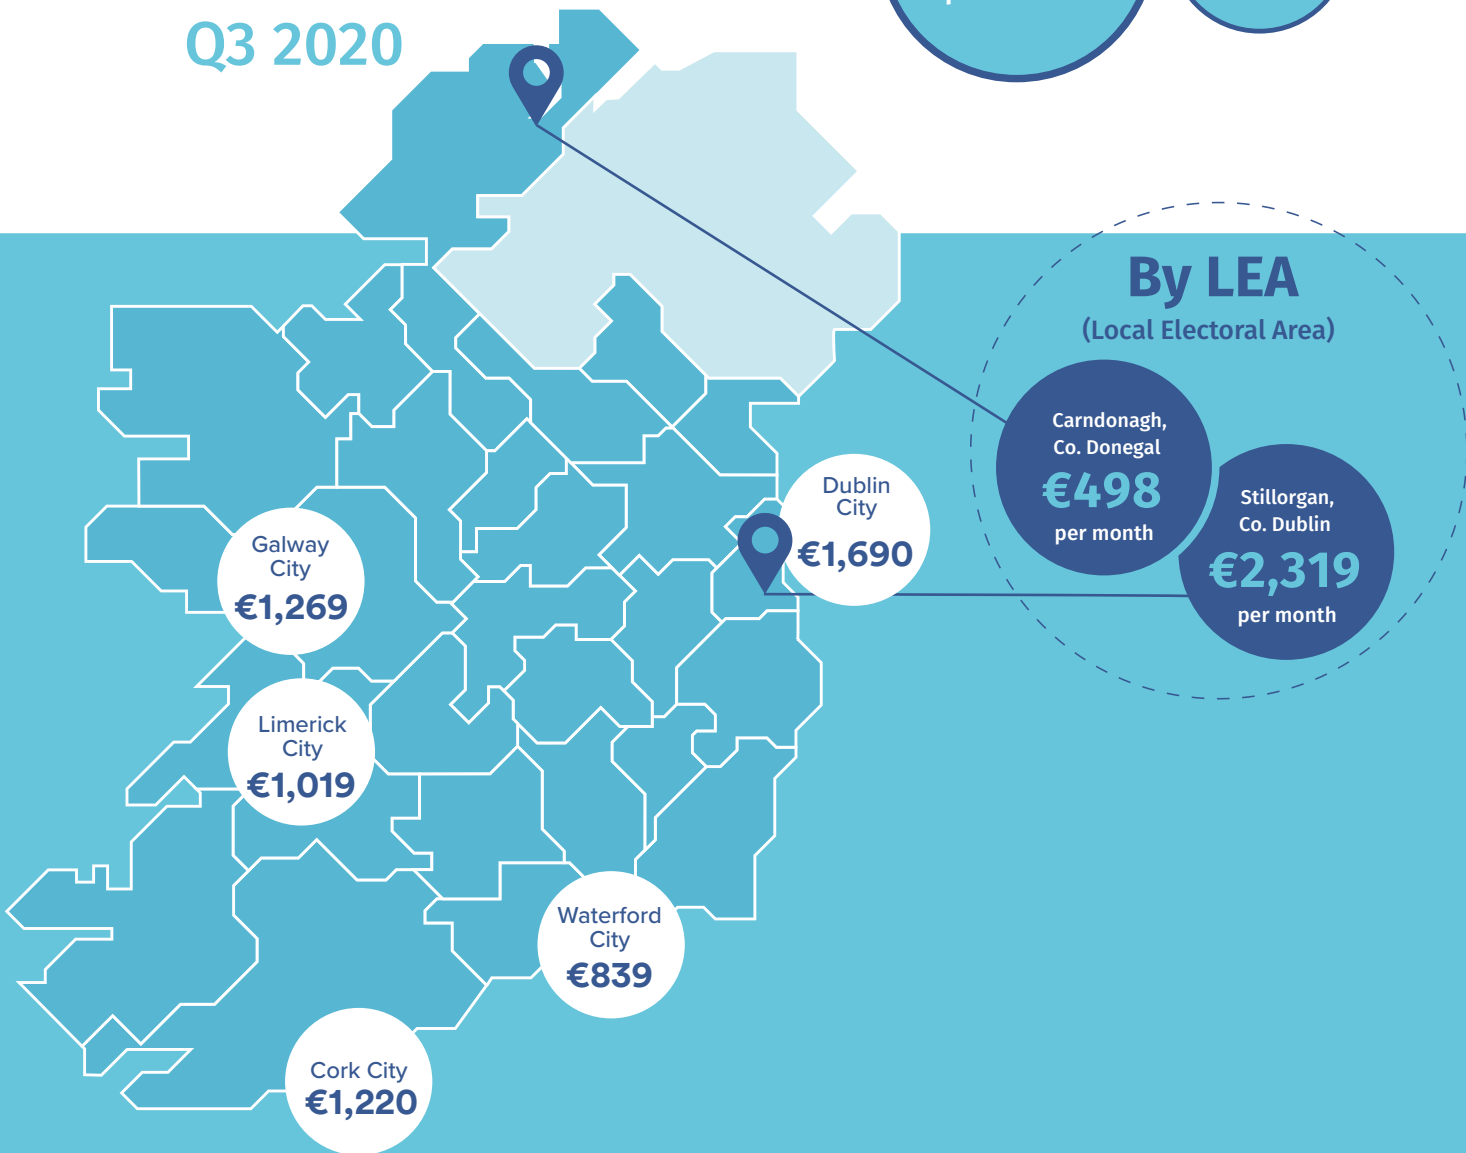 Q3 2020
By LEA
(Local Electoral Area)
Carndonagh,
Co. Donegal
€498
per month
Stillorgan,
Co. Dublin
€2,319
per month
Dublin
City
€1,690
Galway
City
€1,269
Limerick
City
€1,019
Waterford
City
€839
Cork City
€1,220